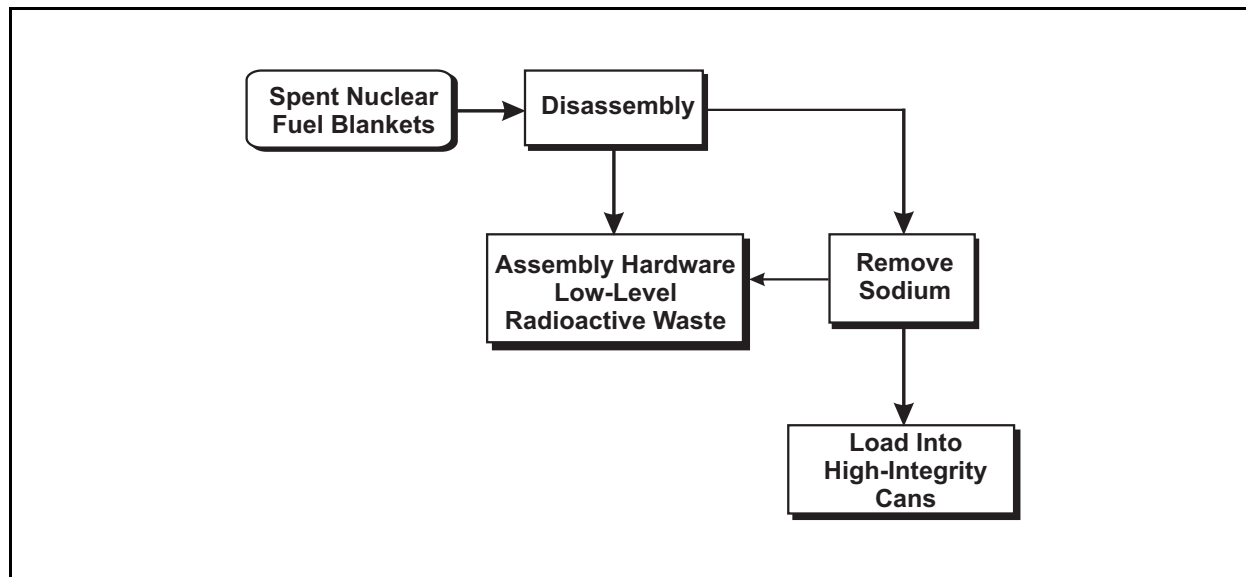 Spent Nuclear
Fuel Blankets
Disassembly
Assembly Hardware
Low-Level
Radioactive Waste
Remove
Sodium
Load Into
High-Integrity
Cans